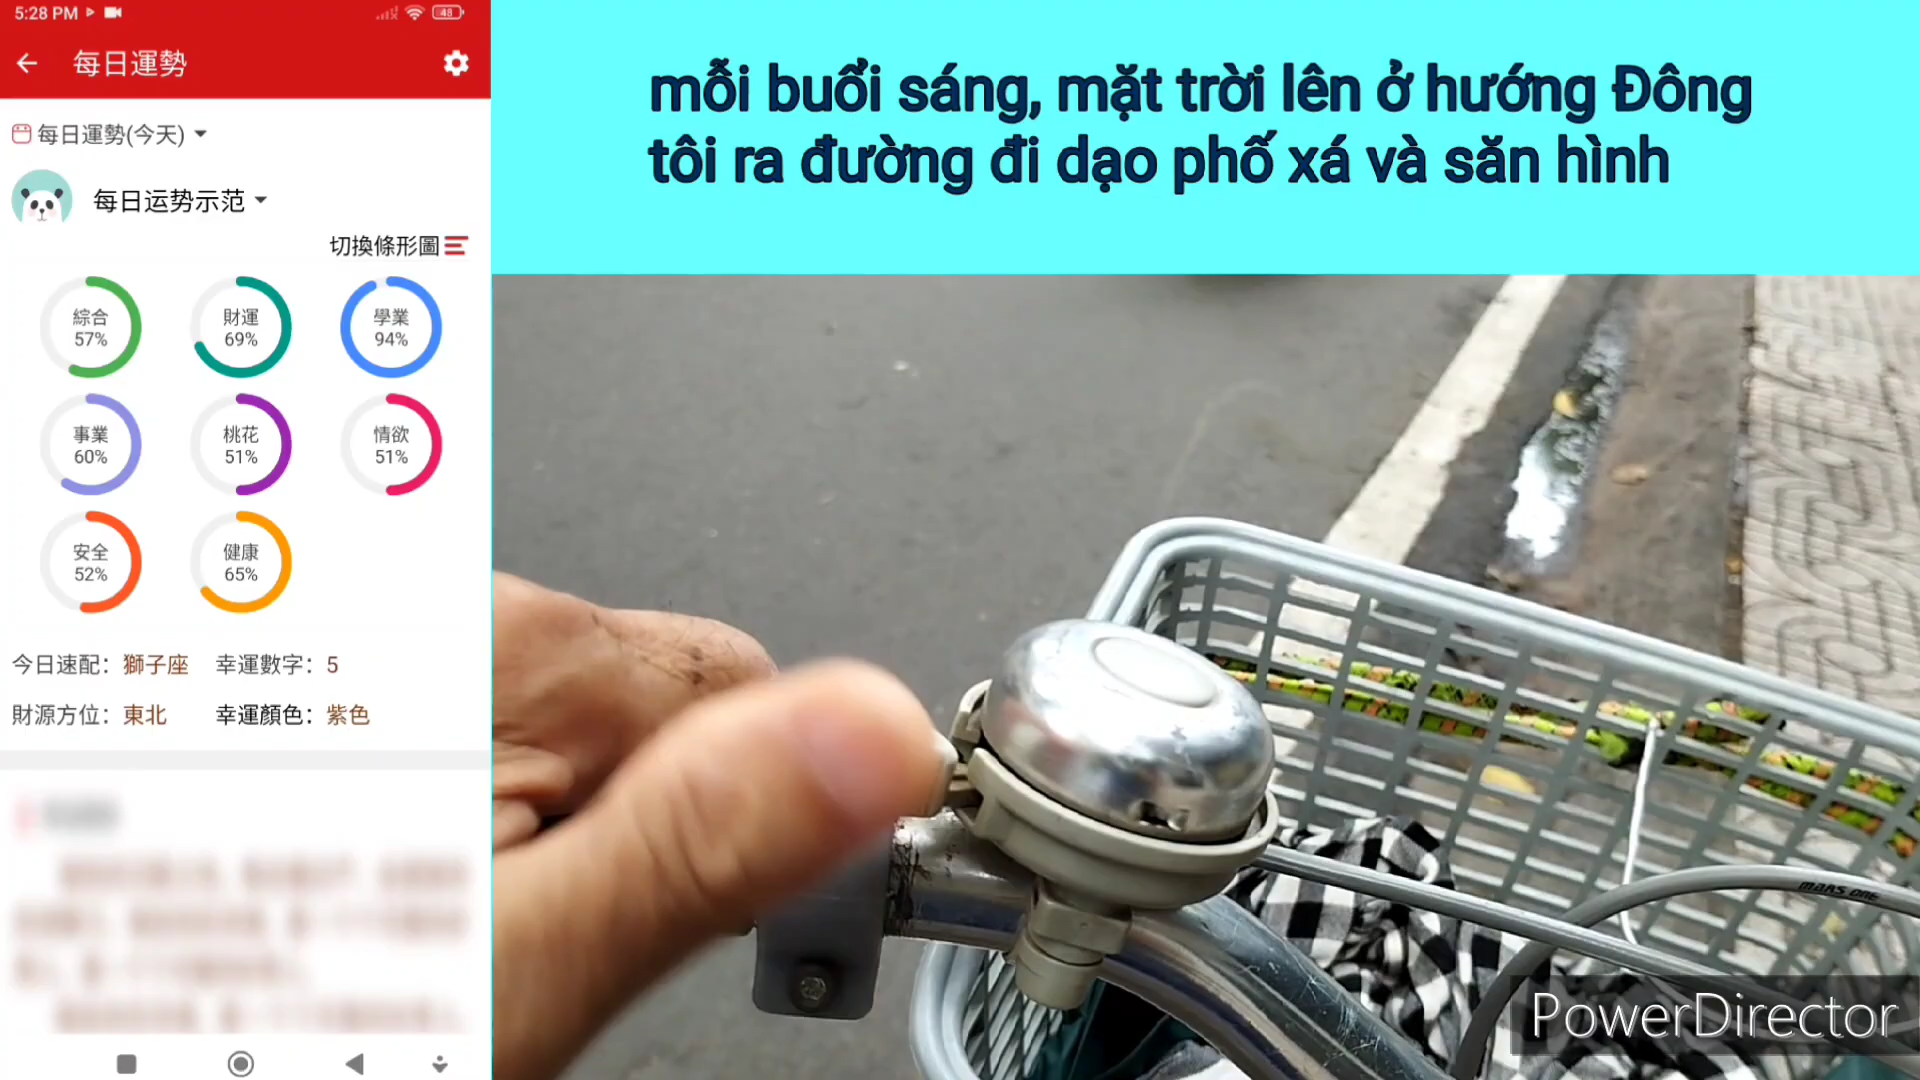 5:28 PM
48
每日運勢
每日運勢(今天)
每日运势示范
切換條形圖
綜合
57%
財運
69%
學業
94%
事業
60%
桃花
51%
情欲
51%
安全
52%
健康
65%
今日速配：獅子座 幸運數字：5
財源方位：東北 幸運顏色：紫色
mỗi buổi sáng, mặt trời lên ở hướng Đông
tôi ra đường đi dạo phố xá và săn hình
MARS ONE
PowerDirector